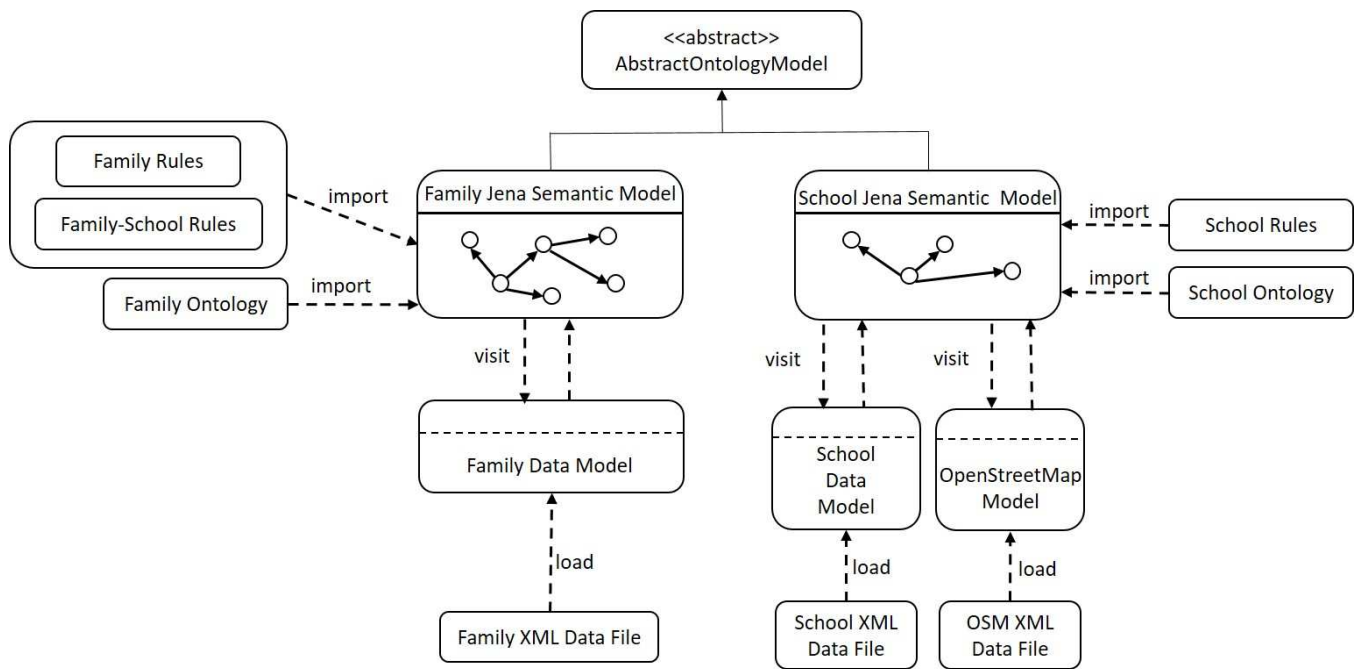 <<abstract>>
AbstractOntologyModel
Family Rules
Family-School Rules
import
Family Ontology
import
Family Jena Semantic Model
School Jena Semantic Model
import
School Rules
import
School Ontology
visit
visit
visit
Family Data Model
School
Data
Model
OpenStreetMap
Model
load
load
load
Family XML Data File
School XML
Data File
OSM XML
Data File